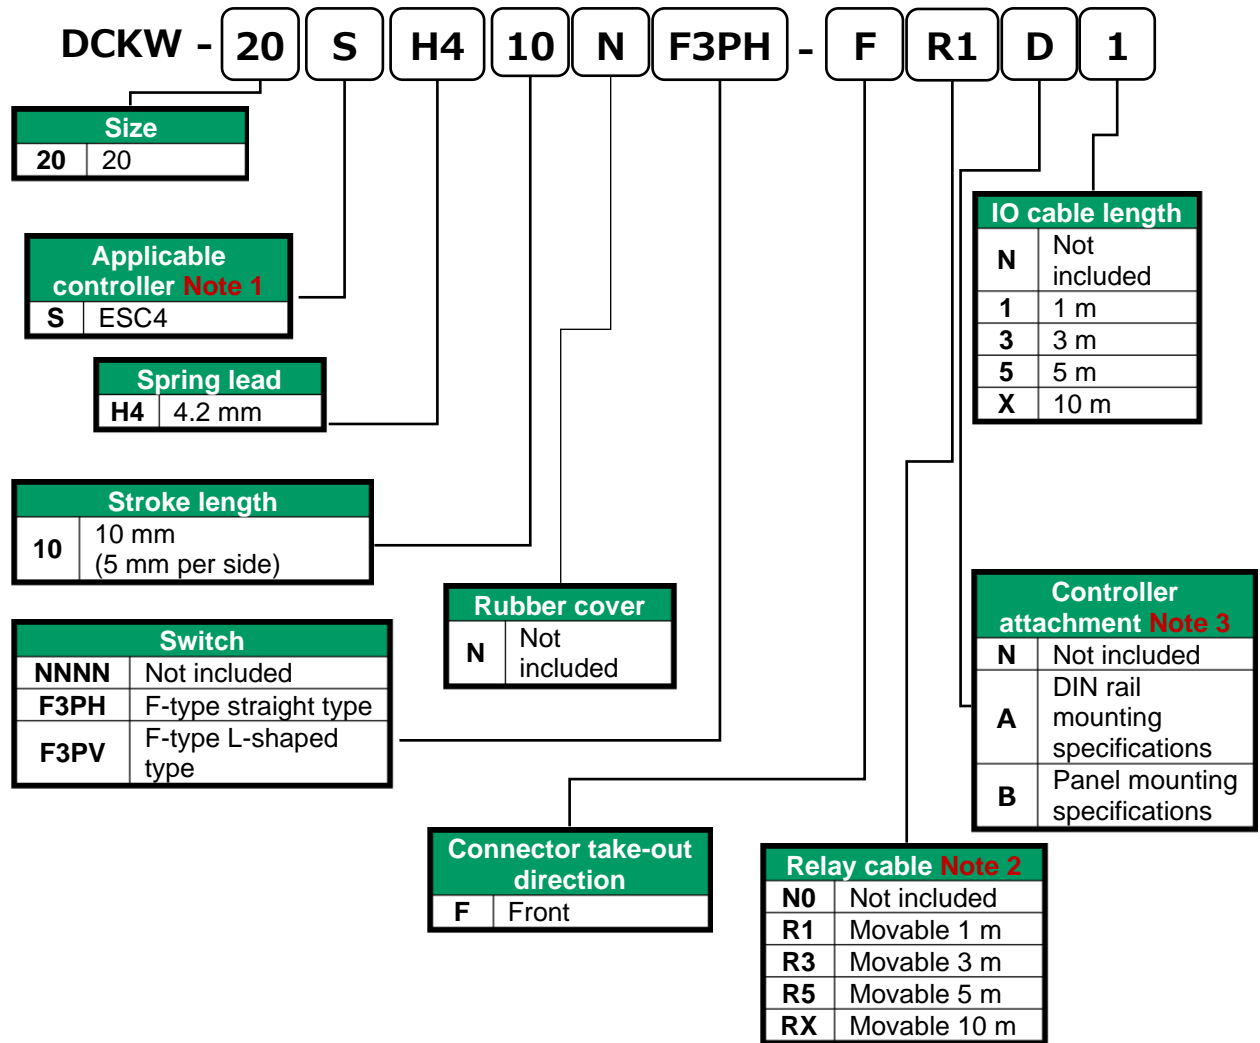 DCKW - 20 S H4 10 N F3PH - F R1 D 1
Size
20 20
Applicable
controller Note 1
S ESC4
Spring lead
H4 4.2 mm
Stroke length
10 10 mm
(5 mm per side)
Switch
NNNN Not included
F3PH F-type straight type
F3PV F-type L-shaped
type
Rubber cover
N Not
included
Connector take-out
direction
F Front
Relay cable Note 2
N0 Not included
R1 Movable 1 m
R3 Movable 3 m
R5 Movable 5 m
RX Movable 10 m
Controller
attachment Note 3
N Not included
A DIN rail
mounting
specifications
B Panel mounting
specifications
IO cable length
N Not
included
1 1 m
3 3 m
5 5 m
X 10 m